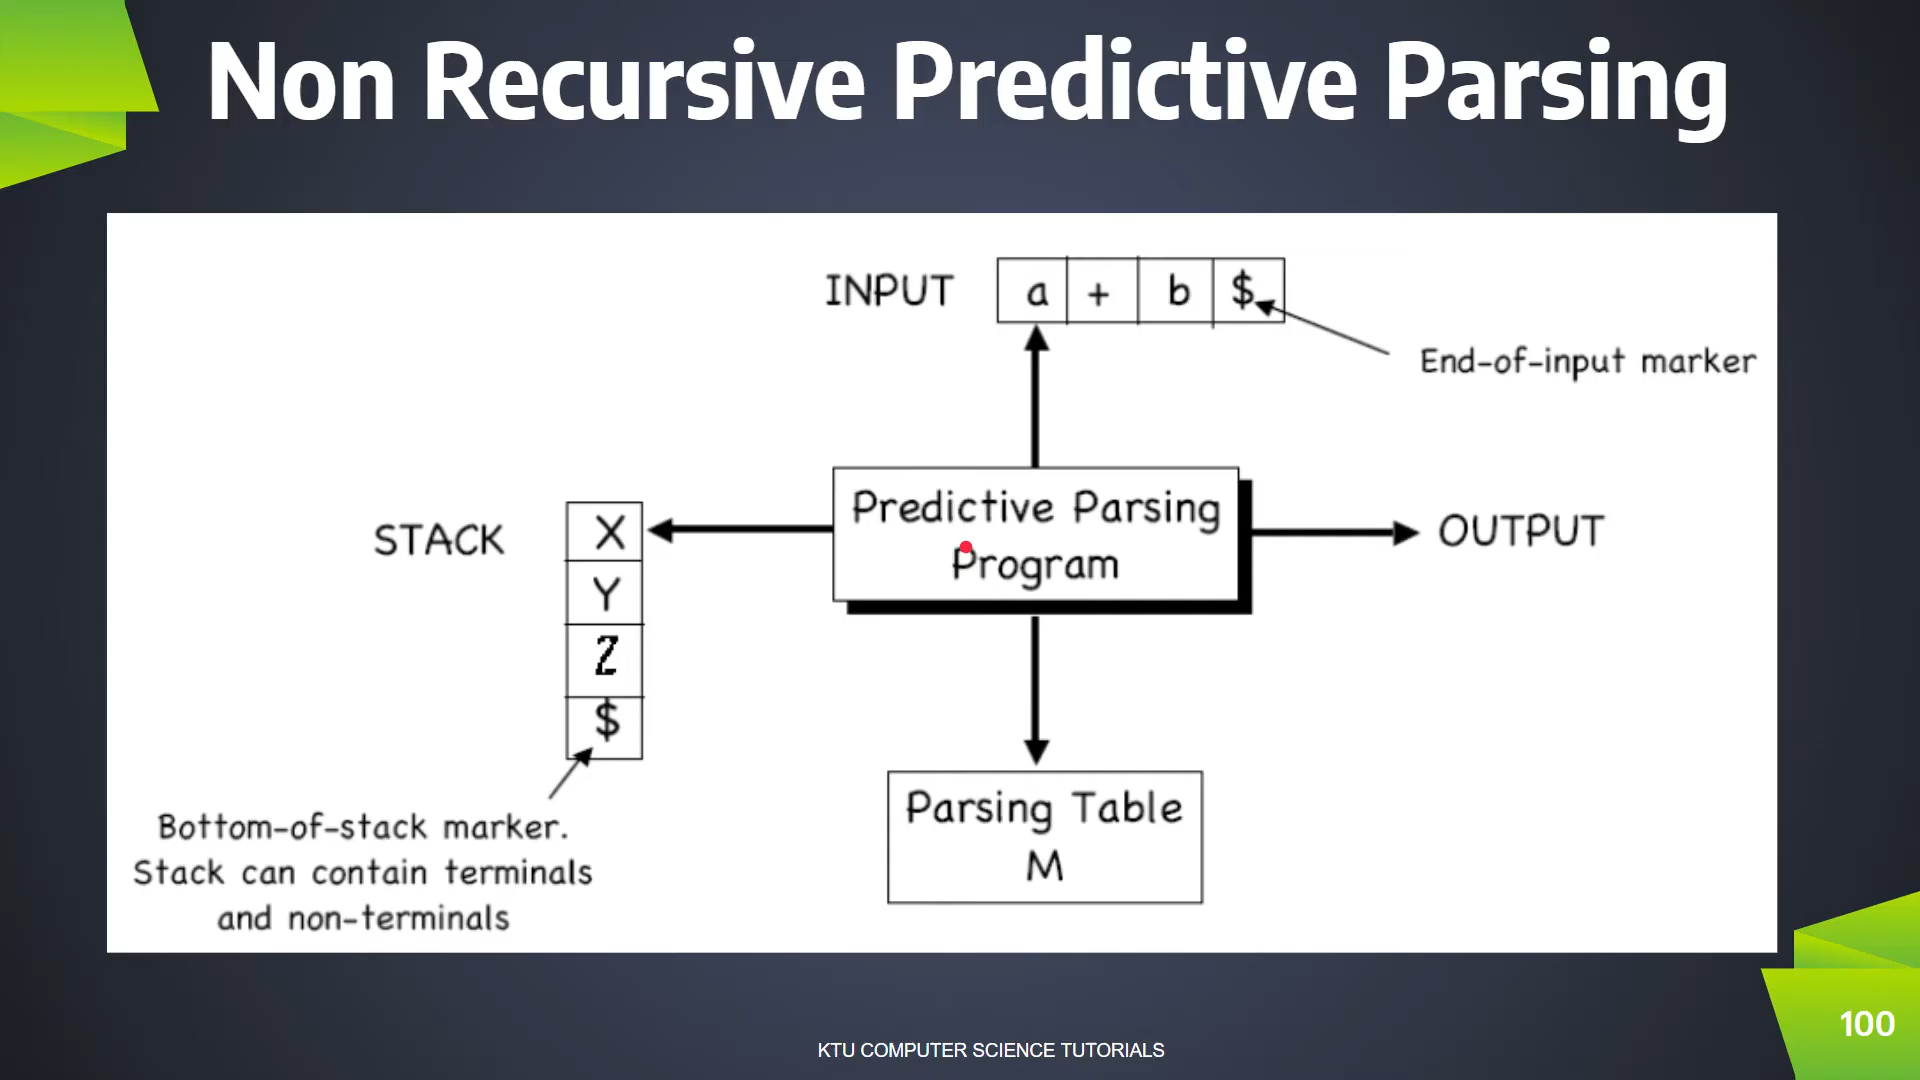 Non Recursive Predictive Parsing
INPUT a + b $
End-of-input marker
STACK
X
Y
Z
$
Predictive Parsing
Program
OUTPUT
Parsing Table
M
Bottom-of-stack marker.
Stack can contain terminals
and non-terminals
KTU COMPUTER SCIENCE TUTORIALS
100